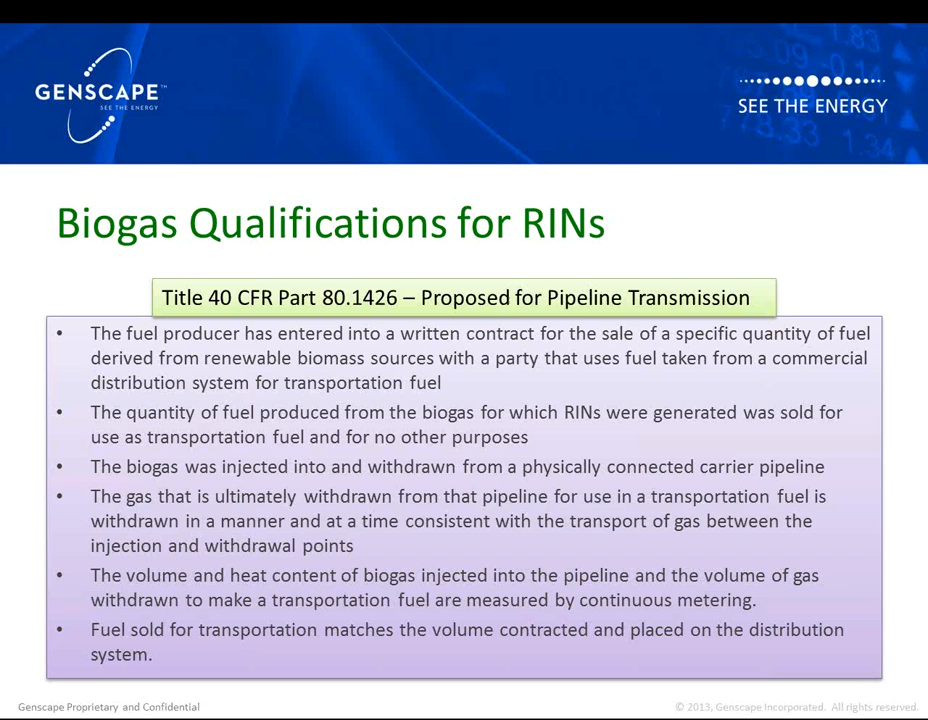 GENSCAPE™
SEE THE ENERGY
SEE THE ENERGY
Biogas Qualifications for RINs
Title 40 CFR Part 80.1426 – Proposed for Pipeline Transmission
• The fuel producer has entered into a written contract for the sale of a specific quantity of fuel
derived from renewable biomass sources with a party that uses fuel taken from a commercial
distribution system for transportation fuel
• The quantity of fuel produced from the biogas for which RINs were generated was sold for
use as transportation fuel and for no other purposes
• The biogas was injected into and withdrawn from a physically connected carrier pipeline
• The gas that is ultimately withdrawn from that pipeline for use in a transportation fuel is
withdrawn in a manner and at a time consistent with the transport of gas between the
injection and withdrawal points
• The volume and heat content of biogas injected into the pipeline and the volume of gas
withdrawn to make a transportation fuel are measured by continuous metering.
• Fuel sold for transportation matches the volume contracted and placed on the distribution
system.
Genscape Proprietary and Confidential
© 2013, Genscape Incorporated. All rights reserved.